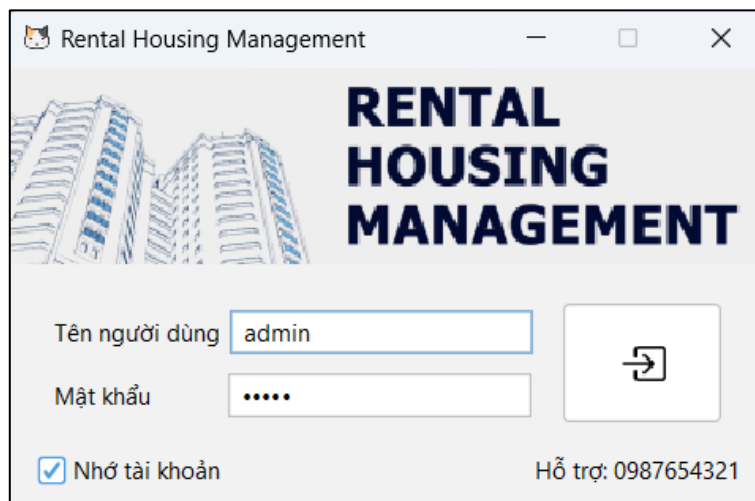 Rental Housing Management
RENTAL
HOUSING
MANAGEMENT
Tên người dùng admin
Mật khẩu •••••
Nhớ tài khoản Hỗ trợ: 0987654321